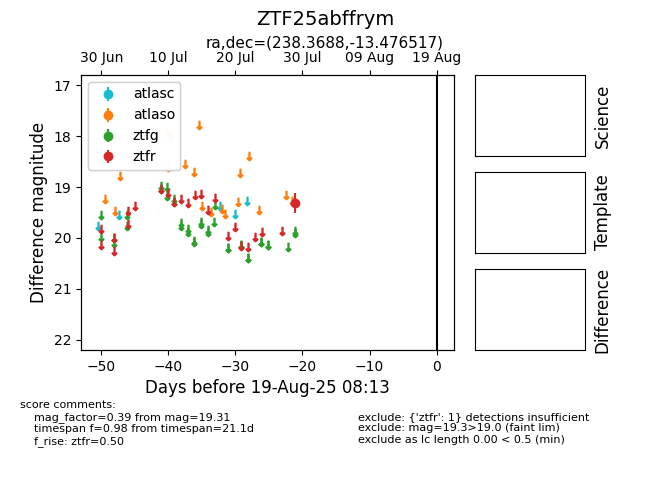 ZTF25abffrym
ra,dec=(238.3688,-13.476517)
30 Jun 10 Jul 20 Jul 30 Jul 09 Aug 19 Aug
17
18
19
20
21
22
Difference magnitude
atlasc
atlaso
ztfg
ztfr
−50 −40 −30 −20 −10 0
Days before 19-Aug-25 08:13
Science
Template
Difference
score comments:
mag_factor=0.39 from mag=19.31
timespan f=0.98 from timespan=21.1d
f_rise: ztfr=0.50
exclude: {'ztfr': 1} detections insufficient
exclude: mag=19.3>19.0 (faint lim)
exclude as lc length 0.00 < 0.5 (min)